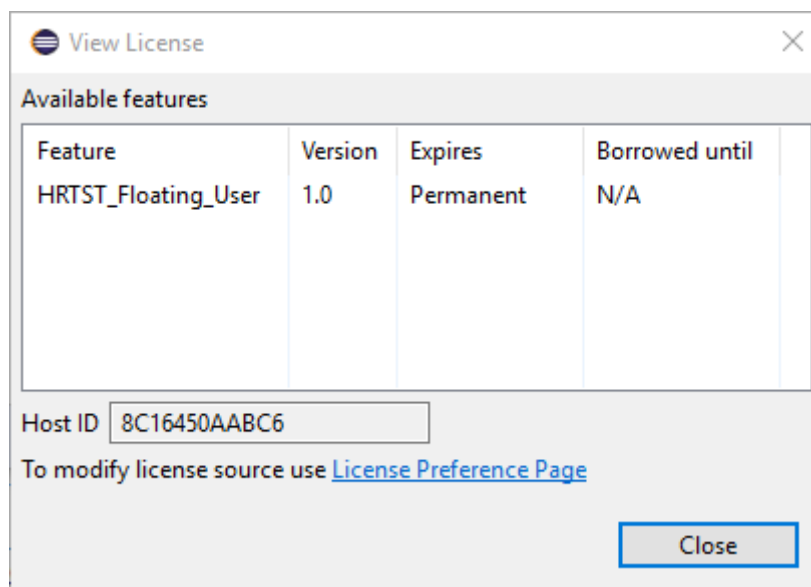 View License
Available features
Feature Version Expires Borrowed until
HRTST_Floating_User 1.0 Permanent N/A
Host ID 8C16450AABC6
To modify license source use License Preference Page
Close